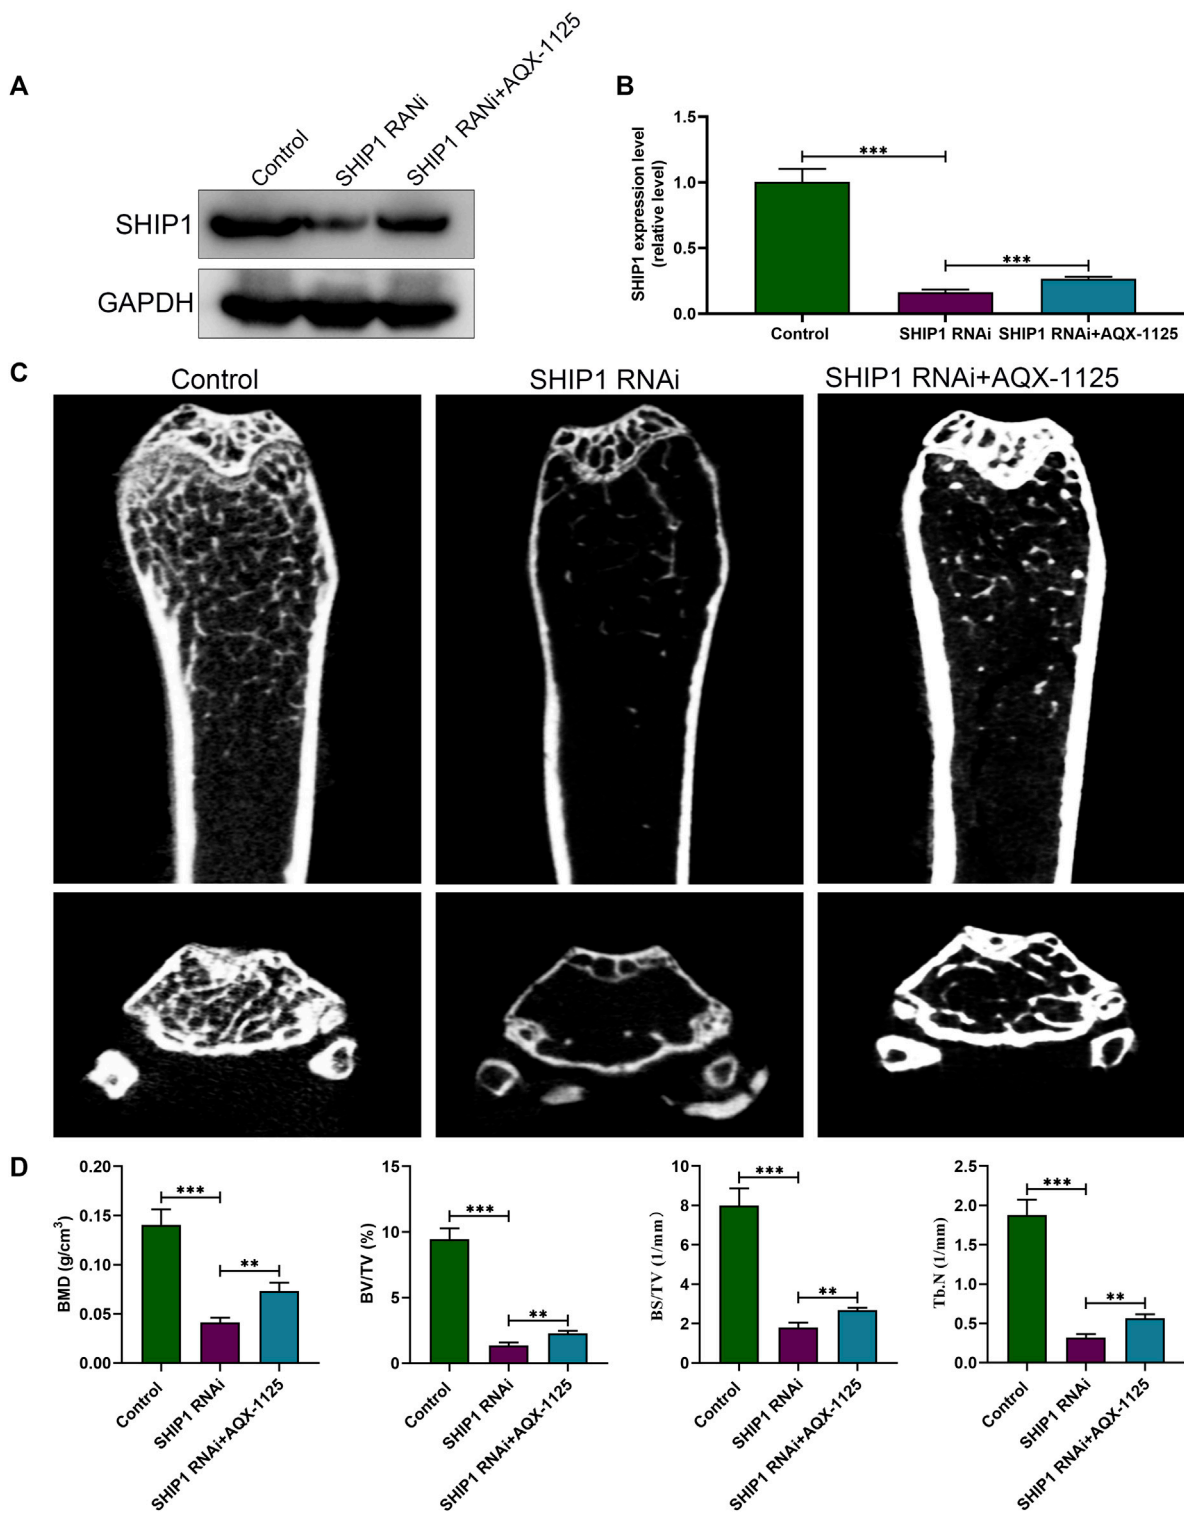 A
Control
SHIP1 RANi
SHIP1 RANi+AQX-1125
SHIP1
GAPDH
B
SHIP1 expression level
(relative level)
1.5
1.0
0.5
0.0
***
***
Control
SHIP1 RNAi
SHIP1 RNAi+AQX-1125
C
Control
SHIP1 RNAi
SHIP1 RNAi+AQX-1125
D
BMD (g/cm³)
0.20
0.15
0.10
0.05
0.00
***
**
Control
SHIP1 RNAi
SHIP1 RNAi+AQX-1125
BV/TV (%)
15
10
5
0
***
**
Control
SHIP1 RNAi
SHIP1 RNAi+AQX-1125
BS/TV (1/mm)
10
8
6
4
2
0
***
**
Control
SHIP1 RNAi
SHIP1 RNAi+AQX-1125
Tb.N (1/mm)
2.5
2.0
1.5
1.0
0.5
0.0
***
**
Control
SHIP1 RNAi
SHIP1 RNAi+AQX-1125